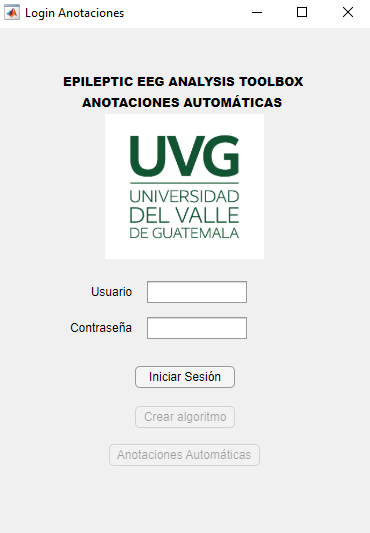 Login Anotaciones
EPILEPTIC EEG ANALYSIS TOOLBOX
ANOTACIONES AUTOMÁTICAS
UVG
UNIVERSIDAD
DEL VALLE
DE GUATEMALA
Usuario
Contraseña
Iniciar Sesión
Crear algoritmo
Anotaciones Automáticas